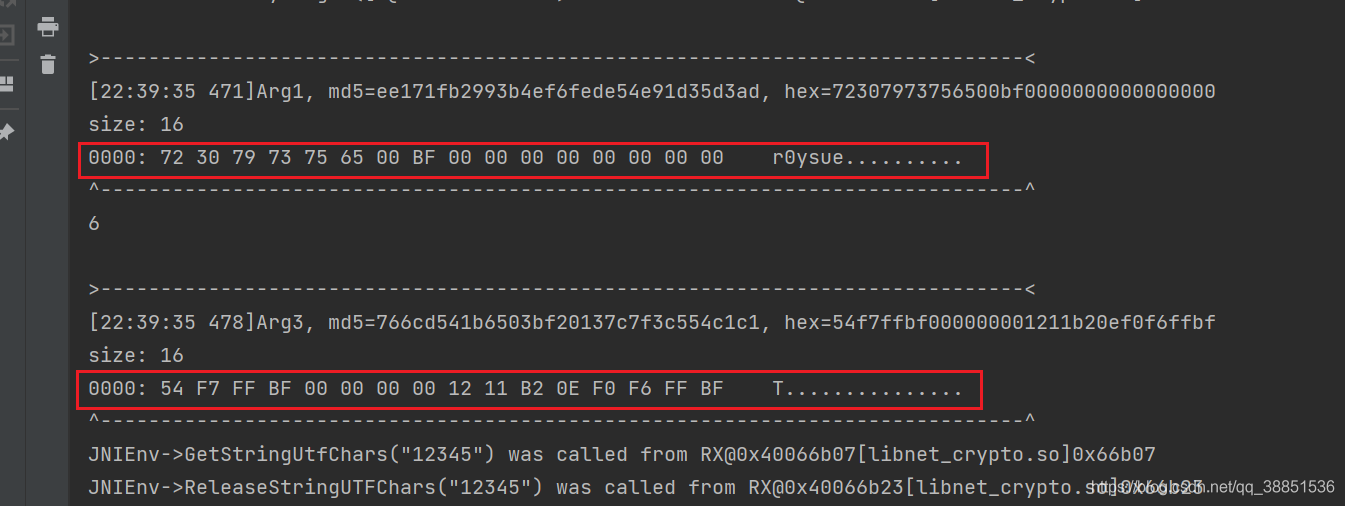 >--------------------------------------------------------------------------<
[22:39:35 471]Arg1, md5=ee171fb2993b4ef6fede54e91d35d3ad, hex=72307973756500bf0000000000000000
size: 16
0000: 72 30 79 73 75 65 00 BF 00 00 00 00 00 00 00 00    r0ysue..........
^--------------------------------------------------------------------------^
6
>--------------------------------------------------------------------------<
[22:39:35 478]Arg3, md5=766cd541b6503bf20137c7f3c554c1c1, hex=54f7ffbf000000001211b20ef0f6ffbf
size: 16
0000: 54 F7 FF BF 00 00 00 00 12 11 B2 0E F0 F6 FF BF    T...............
^--------------------------------------------------------------------------^
JNIEnv->GetStringUtfChars("12345") was called from RX@0x40066b07[libnet_crypto.so]0x66b07
JNIEnv->ReleaseStringUTFChars("12345") was called from RX@0x40066b23[libnet_crypto.so]0x66b23
https://blog.csdn.net/qq_38851536